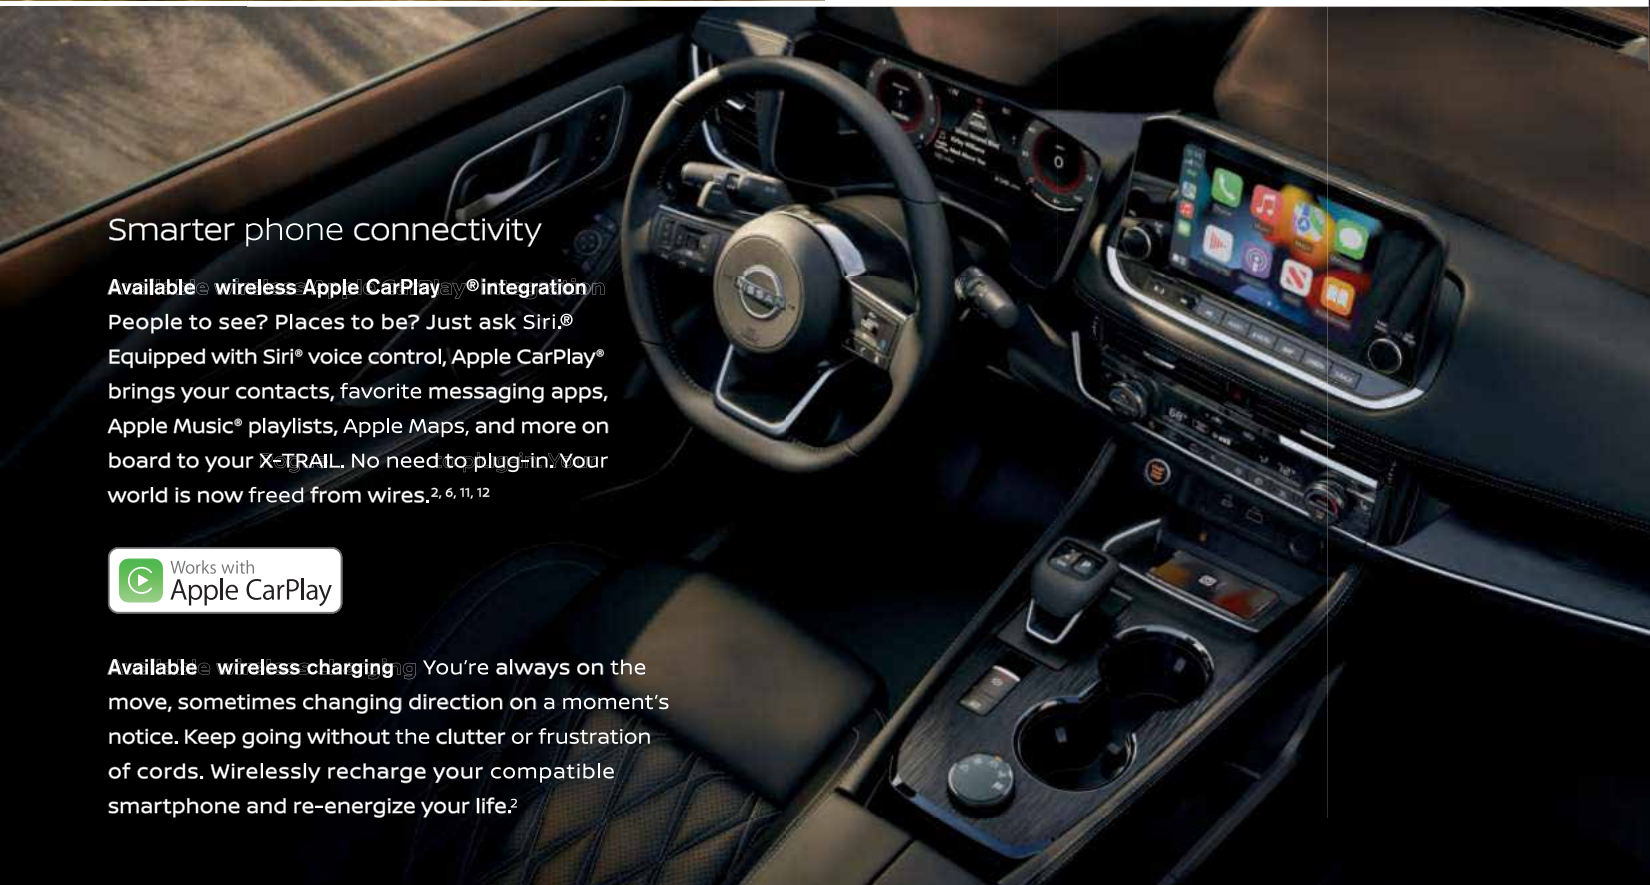 Smarter phone connectivity
Available wireless Apple CarPlay® integration
People to see? Places to be? Just ask Siri.®
Equipped with Siri® voice control, Apple CarPlay®
brings your contacts, favorite messaging apps,
Apple Music® playlists, Apple Maps, and more on
board to your X-TRAIL. No need to plug-in. Your
world is now freed from wires.2, 6, 11, 12
Works with
Apple CarPlay
Available wireless charging You're always on the
move, sometimes changing direction on a moment's
notice. Keep going without the clutter or frustration
of cords. Wirelessly recharge your compatible
smartphone and re-energize your life.2
NISSAN